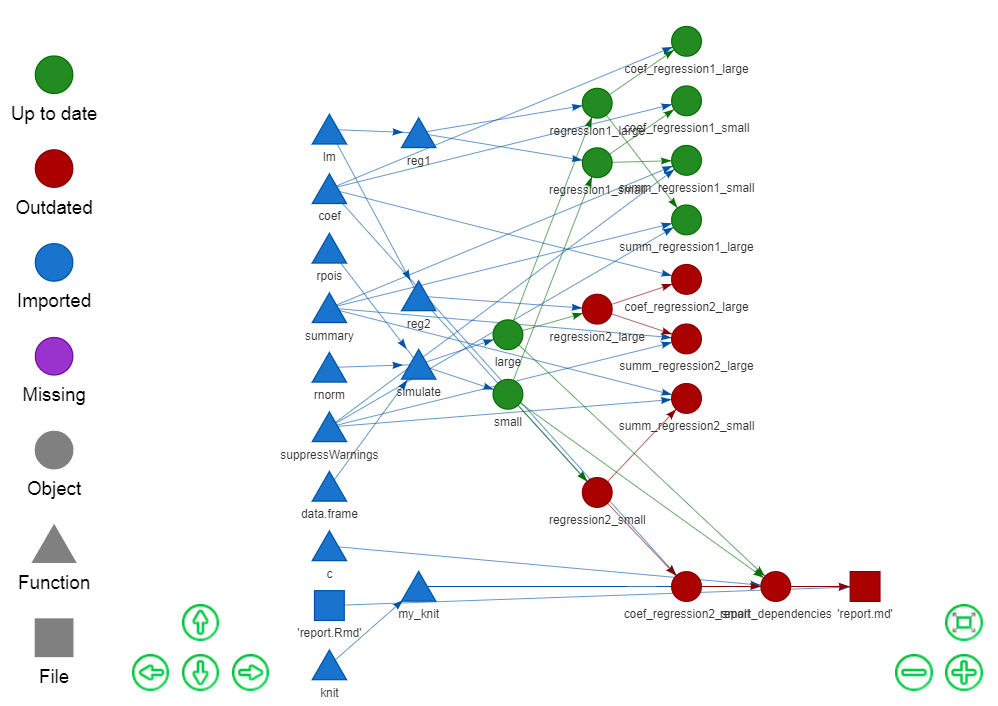 Up to date
Outdated
Imported
Missing
Object
Function
File
lm
coef
rpois
summary
rnorm
suppressWarnings
data.frame
c
'report.Rmd'
knit
reg1
reg2
simulate
my_knit
large
small
regression1_large
regression1_small
regression2_large
regression2_small
coef_regression1_large
coef_regression1_small
summ_regression1_small
summ_regression1_large
coef_regression2_large
summ_regression2_large
summ_regression2_small
coef_regression2_small
report_dependencies
'report.md'